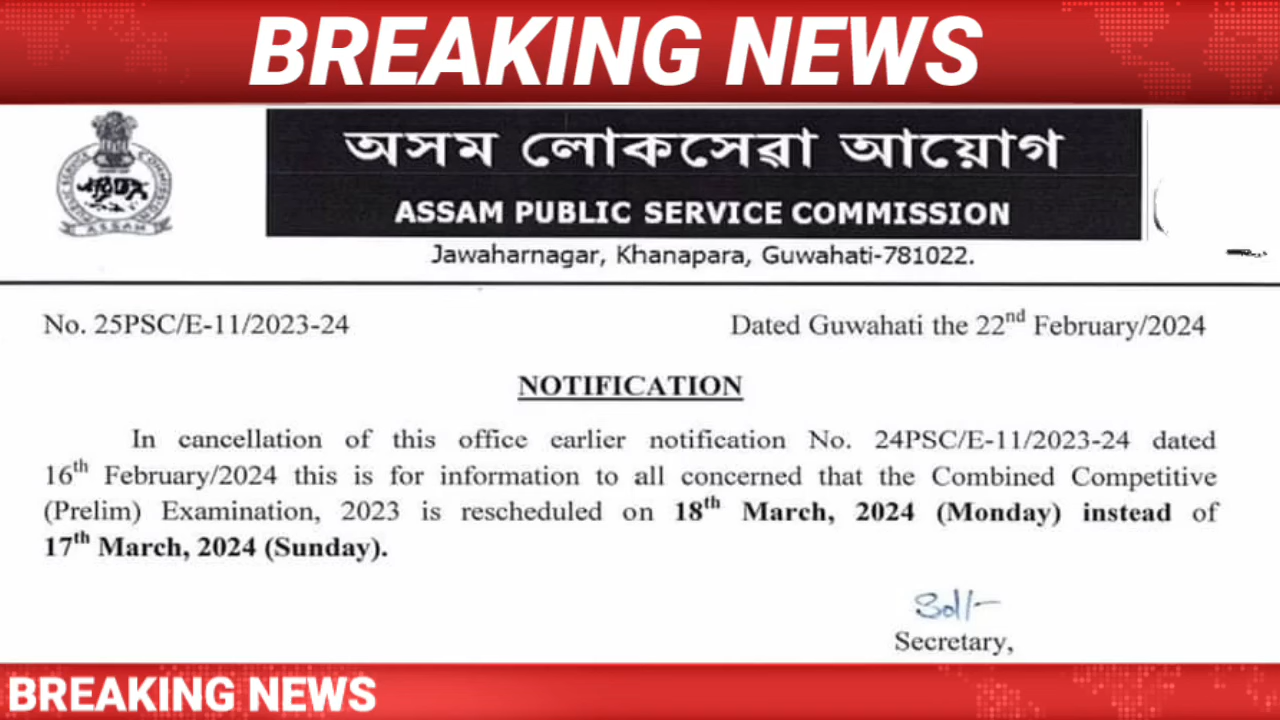 BREAKING NEWS
অসম লোকসেৱা আয়োগ
ASSAM PUBLIC SERVICE COMMISSION
ASSAM
Jawaharnagar, Khanapara, Guwahati-781022.
No. 25PSC/E-11/2023-24 Dated Guwahati the 22nd February/2024
NOTIFICATION
In cancellation of this office earlier notification No. 24PSC/E-11/2023-24 dated
16th February/2024 this is for information to all concerned that the Combined Competitive
(Prelim) Examination, 2023 is rescheduled on 18th March, 2024 (Monday) instead of
17th March, 2024 (Sunday).
Sd/-
Secretary,
BREAKING NEWS